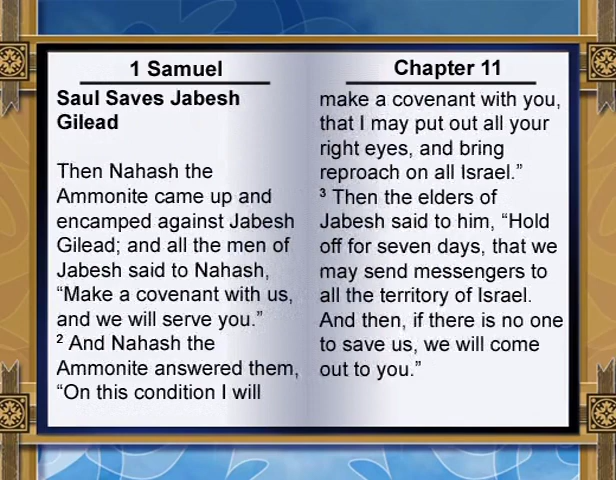 1 Samuel
Saul Saves Jabesh
Gilead
Then Nahash the
Ammonite came up and
encamped against Jabesh
Gilead; and all the men of
Jabesh said to Nahash,
“Make a covenant with us,
and we will serve you.”
² And Nahash the
Ammonite answered them,
“On this condition I will
Chapter 11
make a covenant with you,
that I may put out all your
right eyes, and bring
reproach on all Israel.”
³ Then the elders of
Jabesh said to him, “Hold
off for seven days, that we
may send messengers to
all the territory of Israel.
And then, if there is no one
to save us, we will come
out to you.”